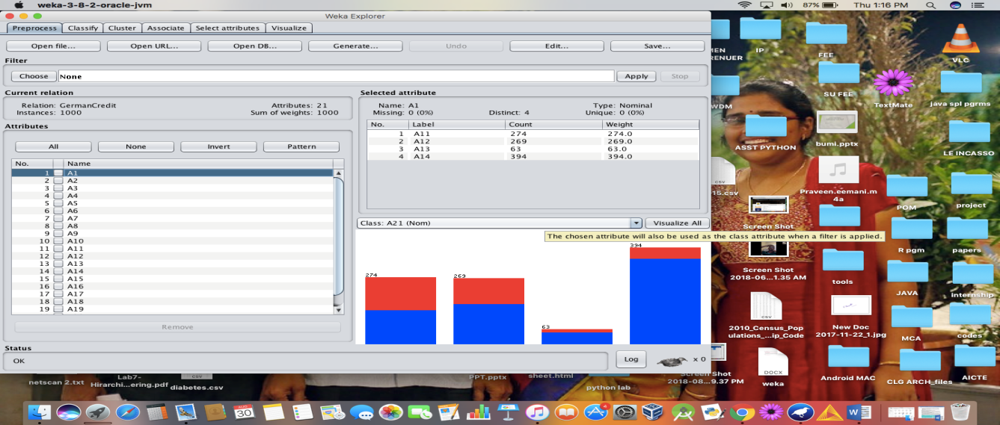 weka-3-8-2-oracle-jvm 87% Thu 1:16 PM
Weka Explorer
Preprocess Classify Cluster Associate Select attributes Visualize
Open file... Open URL... Open DB... Generate... Undo Edit... Save...
Filter
Choose None Apply Stop
Current relation
Relation: GermanCredit Attributes: 21
Instances: 1000 Sum of weights: 1000
Attributes
All None Invert Pattern
No. Name
1 A1
2 A2
3 A3
4 A4
5 A5
6 A6
7 A7
8 A8
9 A9
10 A10
11 A11
12 A12
13 A13
14 A14
15 A15
16 A16
17 A17
18 A18
19 A19
Remove
Status
OK
Log x 0
Selected attribute
Name: A1 Type: Nominal
Missing: 0 (0%) Distinct: 4 Unique: 0 (0%)
No. Label Count Weight
1 A11 274 274.0
2 A12 269 269.0
3 A13 63 63.0
4 A14 394 394.0
Class: A21 (Nom) Visualize All
The chosen attribute will also be used as the class attribute when a filter is applied.
274 269 63 394
MEN
RENUER
IP
FEE
VLC
WDM
SU FEE
TextMate
java spl pgrms
ASST PYTHON
bumi.pptx
LE INCASSO
CSV
15.csv
Praveen.eemani.m
4a
POM
project
Screen Shot
R pgm
papers
Screen Shot
2018-06...1.35 AM
tools
JAVA
internship
CSV
2010_Census_Pop
ulations_...ip_Code
New Doc
2017-11-22_1.jpg
MCA
codes
Screen Shot
2018-08...9.37 PM
DOCX
weka
Android MAC
CLG ARCH_files
AICTE
netscan 2.txt
Lab7-
Hirarchi...ering.pdf
CSV
diabetes.csv
PPT.pptx
sheet.html
python lab
AUG
30
4